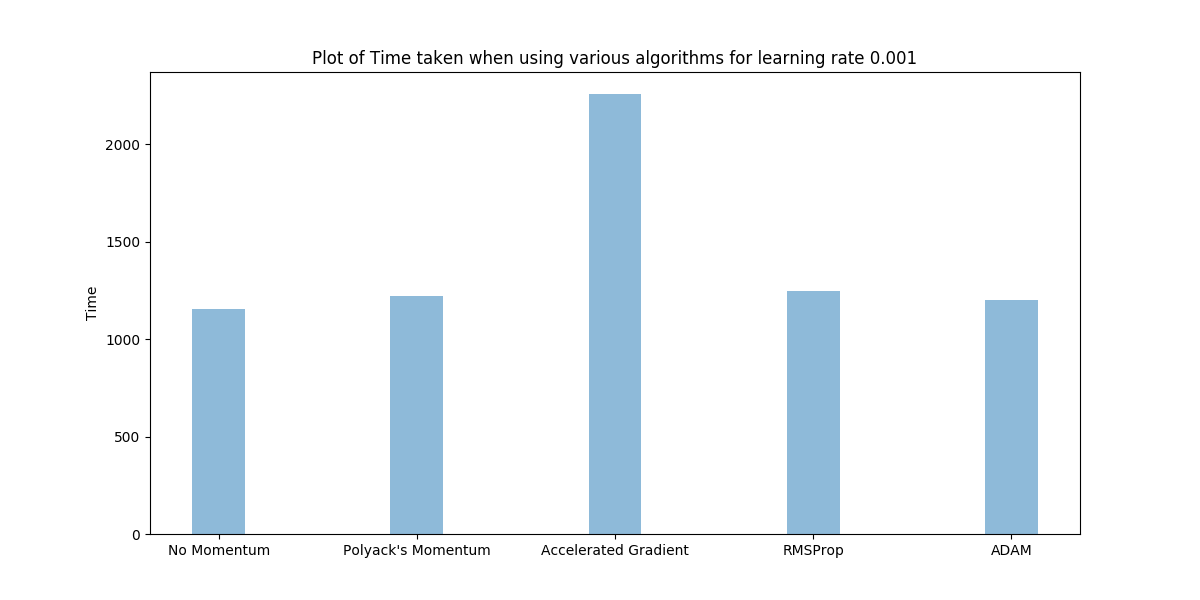 Plot of Time taken when using various algorithms for learning rate 0.001
2000
1500
1000
500
0
Time
No Momentum
Polyack's Momentum
Accelerated Gradient
RMSProp
ADAM